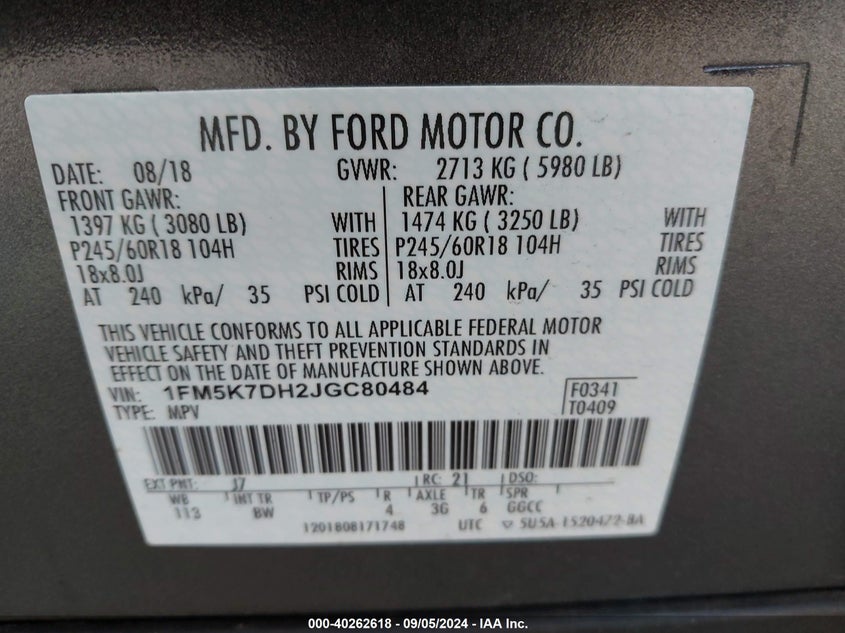 MFD. BY FORD MOTOR CO.
DATE: 08/18 GVWR: 2713 KG ( 5980 LB)
FRONT GAWR: REAR GAWR:
1397 KG ( 3080 LB) WITH 1474 KG ( 3250 LB) WITH
P245/60R18 104H TIRES P245/60R18 104H TIRES
18x8.0J RIMS 18x8.0J RIMS
AT 240 kPa/ 35 PSI COLD AT 240 kPa/ 35 PSI COLD
THIS VEHICLE CONFORMS TO ALL APPLICABLE FEDERAL MOTOR
VEHICLE SAFETY AND THEFT PREVENTION STANDARDS IN
EFFECT ON THE DATE OF MANUFACTURE SHOWN ABOVE.
VIN: 1FM5K7DH2JGC80484 F0341
TYPE: MPV T0409
EXT PNT: J7 RC: 21 DSO:
WB INT TR TP/PS R AXLE TR SPR
113 BW 4 3G 6 GGCC
1201808171748 UTC 5U5A-1520472-BA
000-40262618 - 09/05/2024 - IAA Inc.